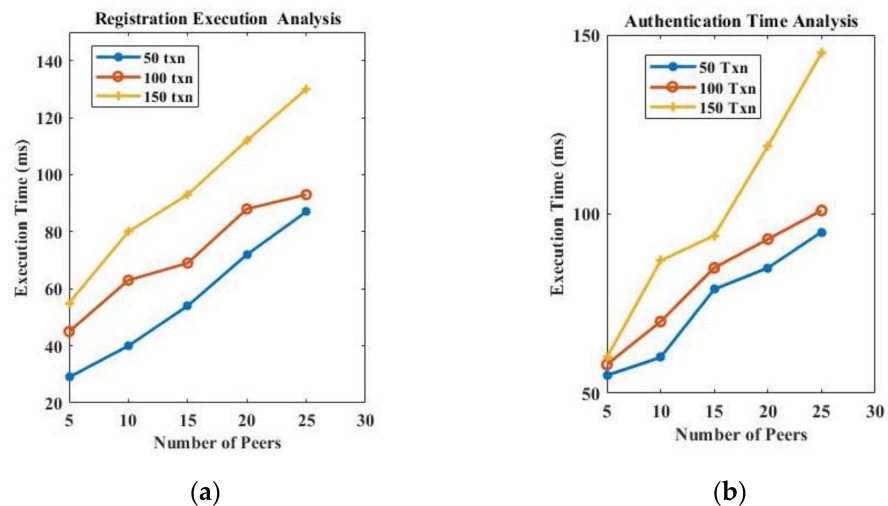 Registration Execution Analysis
50 txn
100 txn
150 txn
140
120
100
80
60
40
20
5 10 15 20 25 30
Execution Time (ms)
Number of Peers
(a)
Authentication Time Analysis
50 Txn
100 Txn
150 Txn
150
100
50
5 10 15 20 25 30
Execution Time (ms)
Number of Peers
(b)